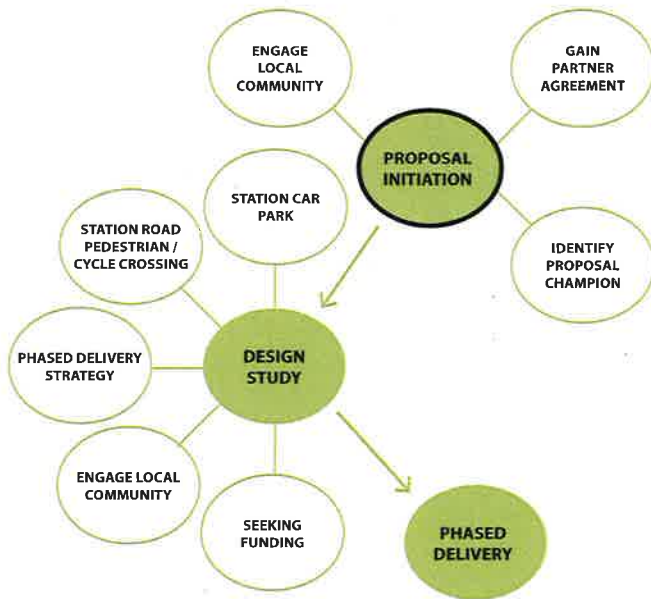 ENGAGE
LOCAL
COMMUNITY
GAIN
PARTNER
AGREEMENT
PROPOSAL
INITIATION
STATION CAR
PARK
STATION ROAD
PEDESTRIAN /
CYCLE CROSSING
IDENTIFY
PROPOSAL
CHAMPION
PHASED DELIVERY
STRATEGY
DESIGN
STUDY
ENGAGE LOCAL
COMMUNITY
SEEKING
FUNDING
PHASED
DELIVERY